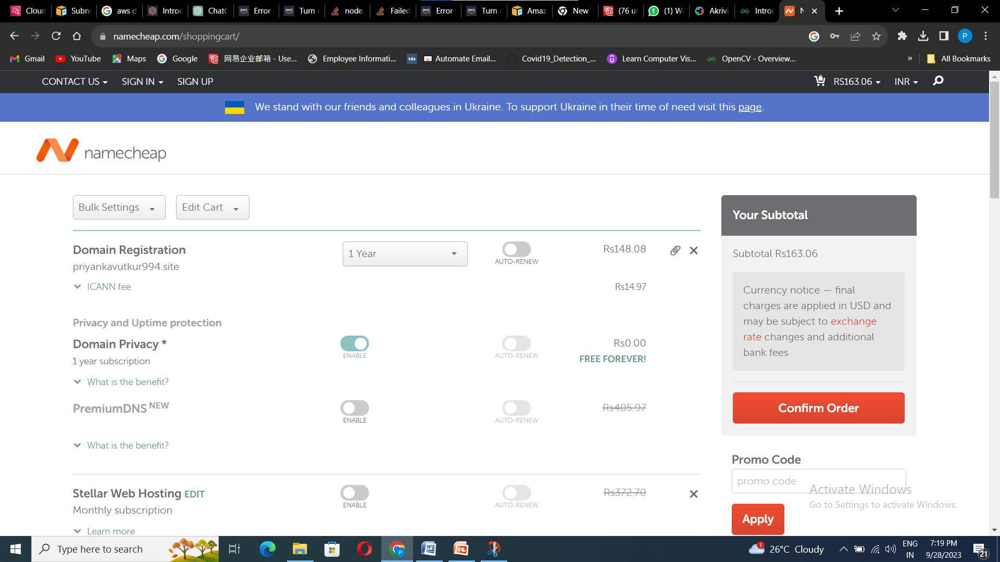 Cloud
Subne
aws d
Introd
ChatG
Error
Turn o
node.
Failed
Error
Turn o
Amaz
New T
(76 un
(1) W
Akrivi
Introd
N
namecheap.com/shoppingcart/
P
Gmail
YouTube
Maps
Google
网易企业邮箱 - Use...
Employee Informati...
tds
Automate Email...
Covid19_Detection_...
Learn Computer Vis...
OpenCV - Overview...
»
All Bookmarks
CONTACT US
SIGN IN
SIGN UP
RS163.06
INR
We stand with our friends and colleagues in Ukraine. To support Ukraine in their time of need visit this page.
namecheap
Bulk Settings
Edit Cart
Your Subtotal
Domain Registration
1 Year
AUTO-RENEW
Rs148.08
priyankavutkur994.site
ICANN fee
Rs14.97
Subtotal Rs163.06
Currency notice — final
charges are applied in USD and
may be subject to exchange
rate changes and additional
bank fees
Privacy and Uptime protection
Domain Privacy *
ENABLE
AUTO-RENEW
Rs0.00
1 year subscription
FREE FOREVER!
What is the benefit?
PremiumDNS NEW
ENABLE
AUTO-RENEW
Rs405.97
Confirm Order
What is the benefit?
Promo Code
promo code
Stellar Web Hosting EDIT
ENABLE
AUTO-RENEW
Rs372.70
Monthly subscription
Activate Windows
Go to Settings to activate Windows.
Apply
Learn more
Type here to search
26°C Cloudy
ENG
IN
7:19 PM
9/28/2023
21